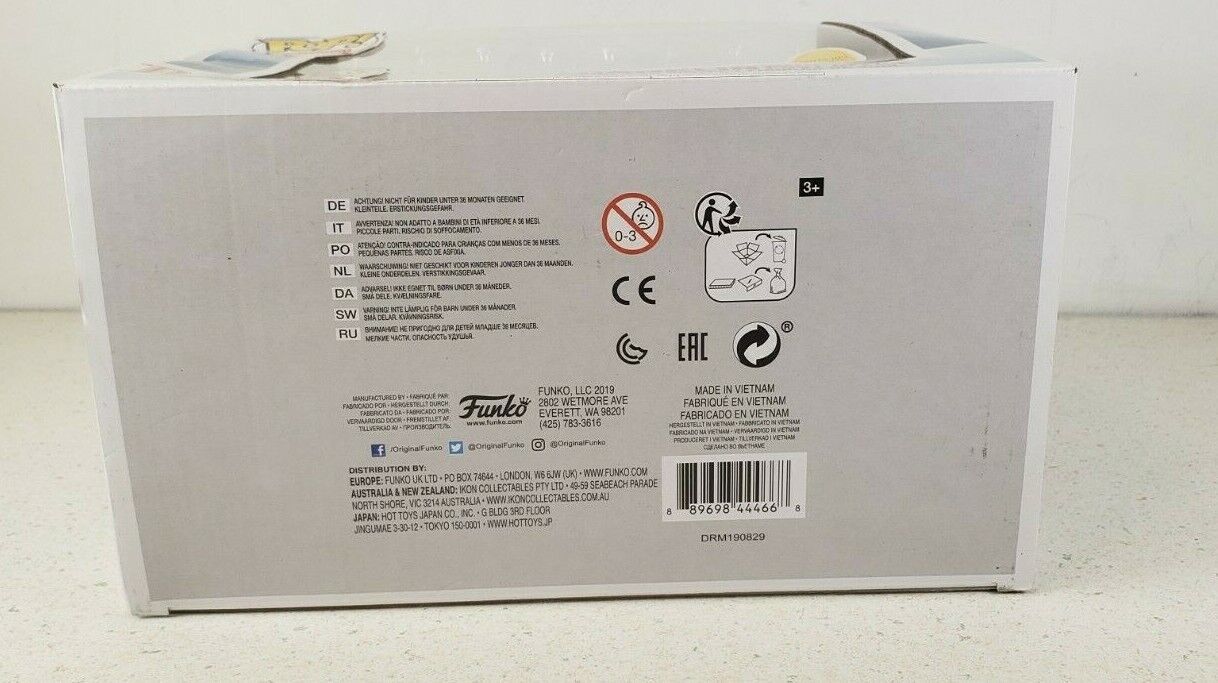 3+
DE ACHTUNG! NICHT FÜR KINDER UNTER 36 MONATEN GEEIGNET.
KLEINTEILE. ERSTICKUNGSGEFAHR.
IT AVVERTENZA! NON ADATTO A BAMBINI DI ETÀ INFERIORE A 36 MESI.
PICCOLE PARTI, RISCHIO DI SOFFOCAMENTO.
PO ATENÇÃO! CONTRA-INDICADO PARA CRIANÇAS COM MENOS DE 36 MESES.
PEQUENAS PARTES, RISCO DE ASFIXIA.
NL WAARSCHUWING! NIET GESCHIKT VOOR KINDEREN JONGER DAN 36 MAANDEN.
KLEINE ONDERDELEN. VERSTIKKINGSGEVAAR.
DA ADVARSEL! IKKE EGNET TIL BØRN UNDER 36 MÅNEDER.
SMÅ DELE. KVÆLNINGSFARE.
SW VARNING! INTE LÄMPLIG FÖR BARN UNDER 36 MÅNADER.
SMÅ DELAR. KVÄVNINGSRISK.
RU ВНИМАНИЕ! НЕ ПРИГОДНО ДЛЯ ДЕТЕЙ МЛАДШЕ 36 МЕСЯЦЕВ.
МЕЛКИЕ ЧАСТИ. ОПАСНОСТЬ УДУШЬЯ.
0-3
CE
EAC
®
MANUFACTURED BY • FABRIQUÉ PAR:
FABRICADO POR • HERGESTELLT DURCH:
FABBRICATO DA • FABRICADO POR:
VERVAARDIGD DOOR • FREMSTILLET AF:
TILLVERKAD AV • ПРОИЗВОДИТЕЛЬ:
Funko
www.funko.com
FUNKO, LLC 2019
2802 WETMORE AVE
EVERETT, WA 98201
(425) 783-3616
/OriginalFunko @OriginalFunko @OriginalFunko
MADE IN VIETNAM
FABRIQUÉ EN VIETNAM
FABRICADO EN VIETNAM
HERGESTELLT IN VIETNAM • FABBRICATO IN VIETNAM
FABRICADO NA VIETNAM • VERVAARDIGD IN VIETNAM
PRODUCERET I VIETNAM • TILLVERKAD I VIETNAM
СДЕЛАНО ВО ВЬЕТНАМЕ
DISTRIBUTION BY:
EUROPE: FUNKO UK LTD • PO BOX 74644 • LONDON, W6 6JW (UK) • WWW.FUNKO.COM
AUSTRALIA & NEW ZEALAND: IKON COLLECTABLES PTY LTD • 49-59 SEABEACH PARADE
NORTH SHORE, VIC 3214 AUSTRALIA • WWW.IKONCOLLECTABLES.COM.AU
JAPAN: HOT TOYS JAPAN CO., INC. • G BLDG 3RD FLOOR
JINGUMAE 3-30-12 • TOKYO 150-0001 • WWW.HOTTOYS.JP
8 89698 44466 8
DRM190829